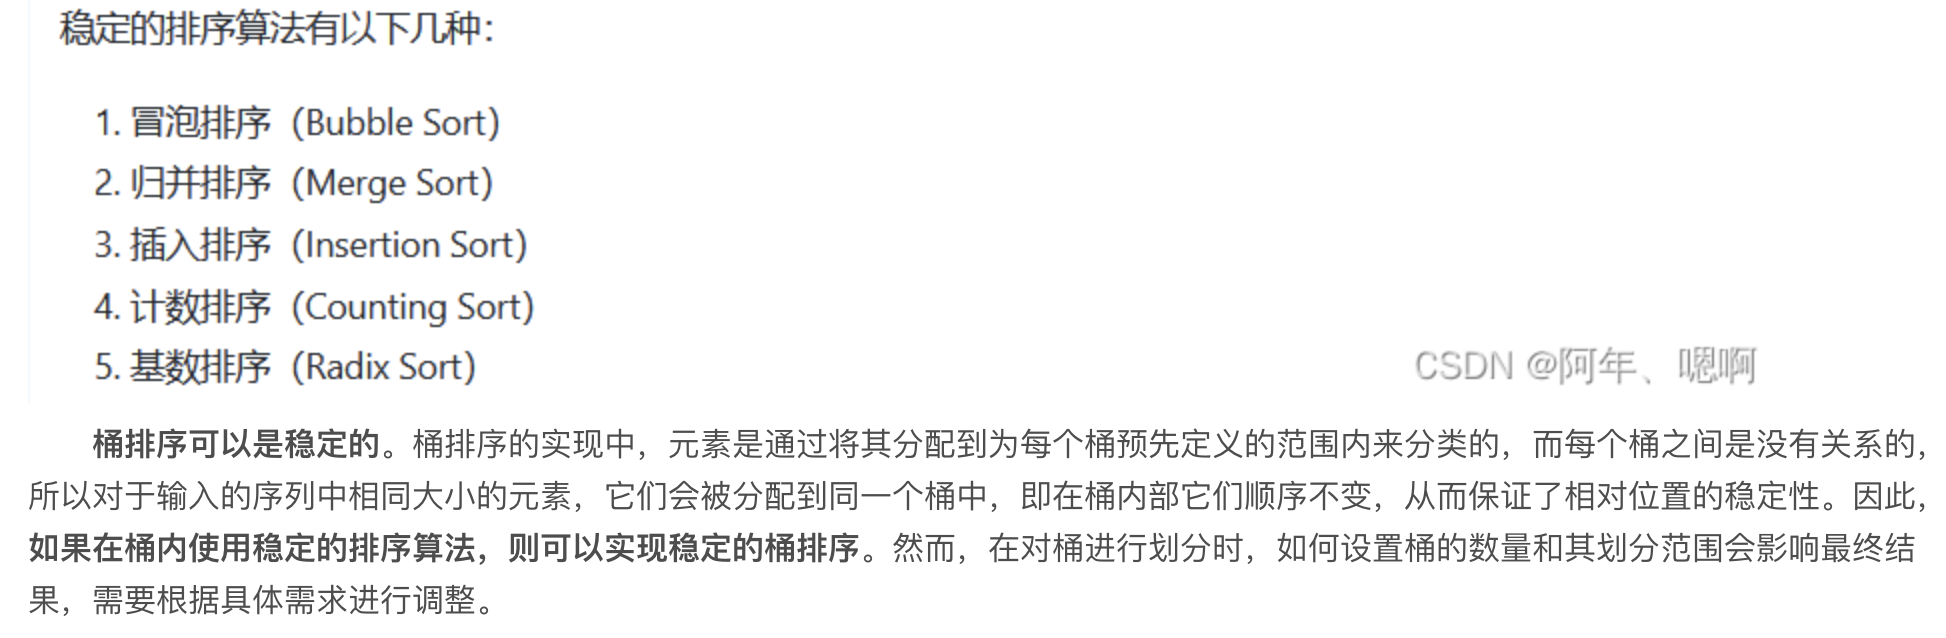 稳定的排序算法有以下几种：
1. 冒泡排序（Bubble Sort）
2. 归并排序（Merge Sort）
3. 插入排序（Insertion Sort）
4. 计数排序（Counting Sort）
5. 基数排序（Radix Sort）
CSDN @阿年、嗯啊
桶排序可以是稳定的。桶排序的实现中，元素是通过将其分配到为每个桶预先定义的范围内来分类的，而每个桶之间是没有关系的，
所以对于输入的序列中相同大小的元素，它们会被分配到同一个桶中，即在桶内部它们顺序不变，从而保证了相对位置的稳定性。因此，
如果在桶内使用稳定的排序算法，则可以实现稳定的桶排序。然而，在对桶进行划分时，如何设置桶的数量和其划分范围会影响最终结
果，需要根据具体需求进行调整。